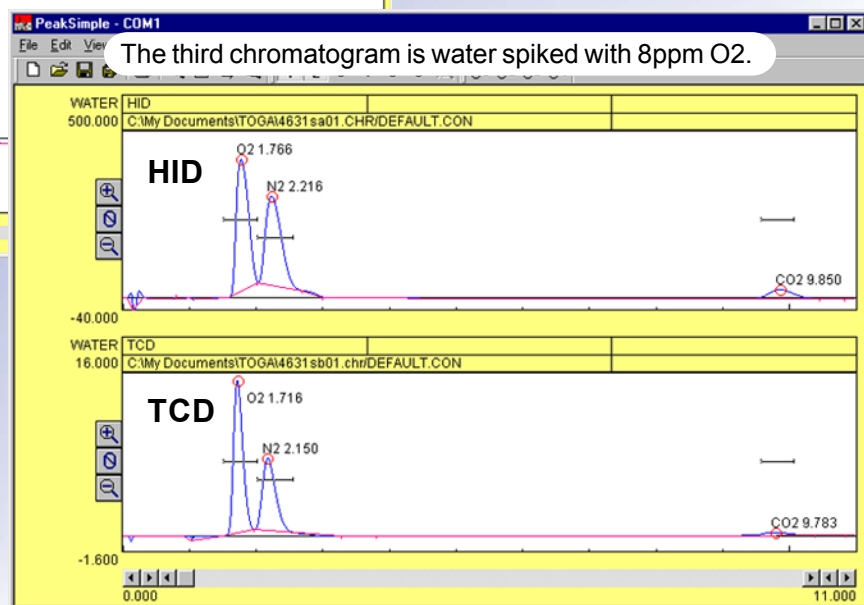 PeakSimple - COM1
File Edit View
The third chromatogram is water spiked with 8ppm O2.
WATER HID
500.000 C:\My Documents\TOGA\4631sa01.CHR/DEFAULT.CON
HID
O2 1.766
N2 2.216
CO2 9.850
-40.000
WATER TCD
16.000 C:\My Documents\TOGA\4631sb01.chr/DEFAULT.CON
TCD
O2 1.716
N2 2.150
CO2 9.783
-1.600
0.000 11.000